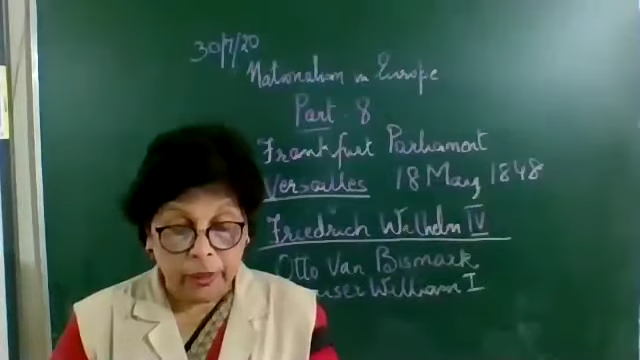 30/7/20
Nationalism in Europe
Part - 8
Frankfurt Parliament
Versailles 18 May 1848
Friedrich Wilhelm IV
Otto Van Bismark
William I